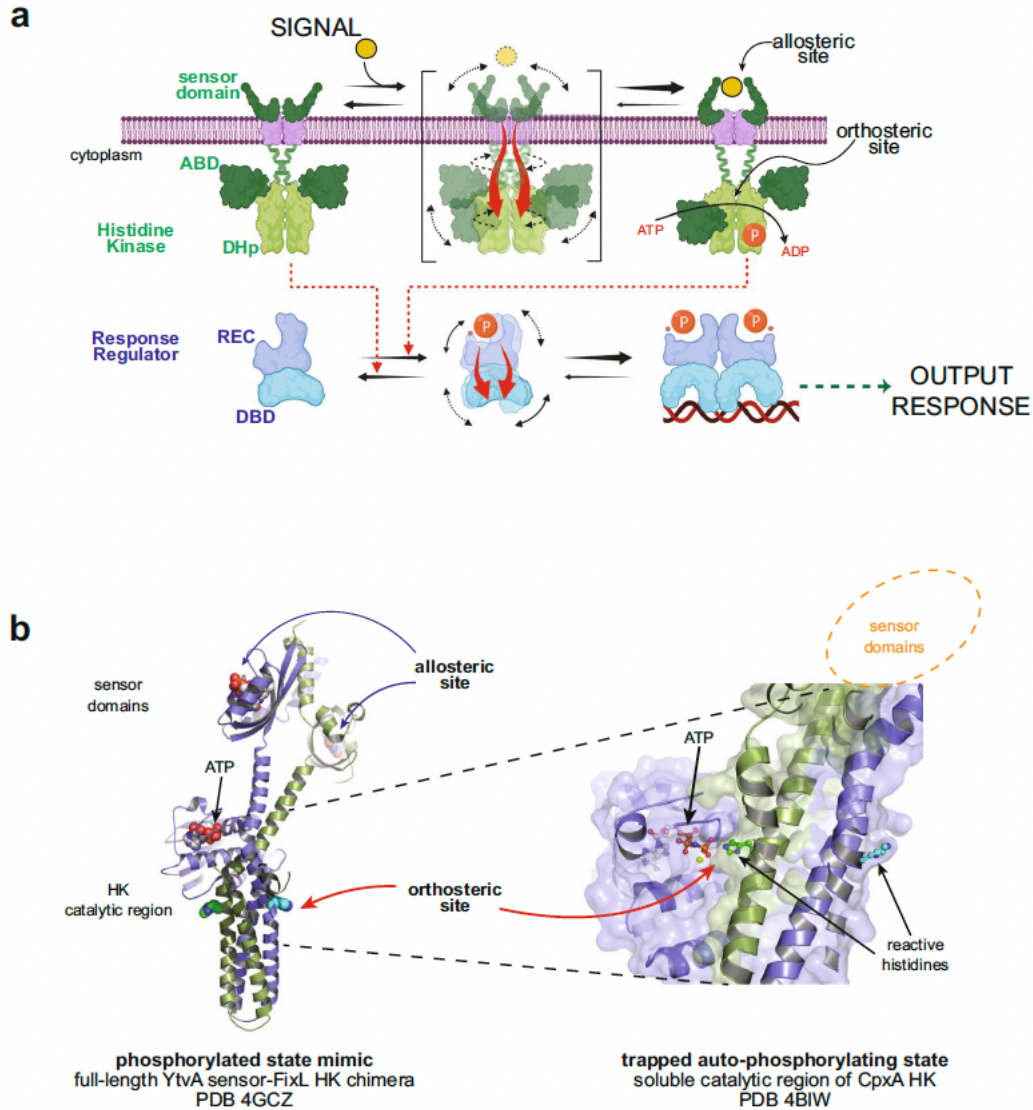 a
SIGNAL
allosteric
site
sensor
domain
orthosteric
site
cytoplasm
ABD
Histidine
Kinase
DHp
ATP
P
ADP
Response
Regulator
REC
P
P
P
DBD
OUTPUT
RESPONSE
b
sensor
domains
allosteric
site
sensor
domains
ATP
ATP
HK
catalytic region
orthosteric
site
reactive
histidines
phosphorylated state mimic
full-length YtvA sensor-FixL HK chimera
PDB 4GCZ
trapped auto-phosphorylating state
soluble catalytic region of CpxA HK
PDB 4BIW